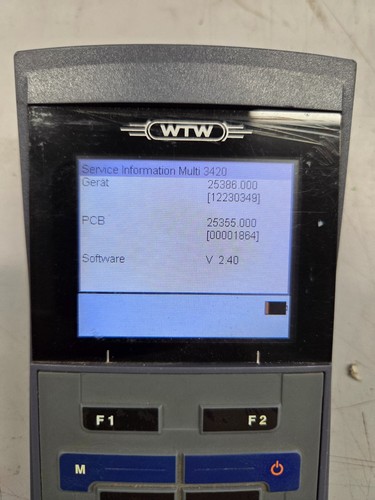 WTW
Service Information Multi 3420
Gerät 25386.000
[12230349]
PCB 25355.000
[00001864]
Software V 2.40
F1 F2
M